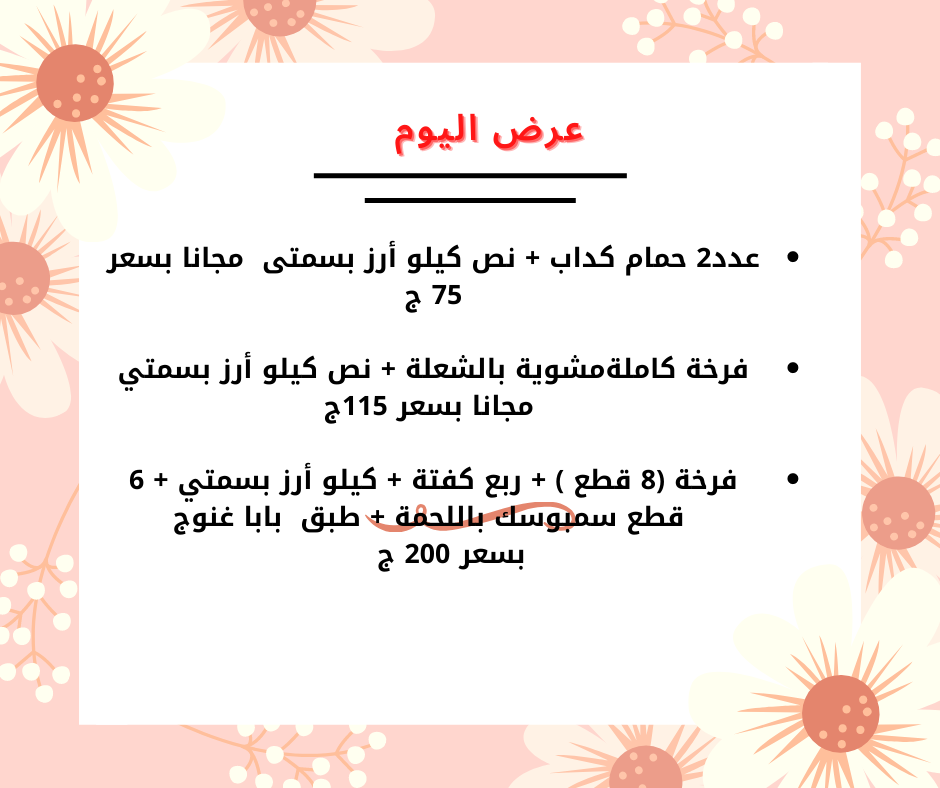 عرض اليوم
• عدد2 حمام كداب + نص كيلو أرز بسمتى مجانا بسعر
75 ج
• فرخة كاملةمشوية بالشعلة + نص كيلو أرز بسمتي
مجانا بسعر 115ج
• فرخة (8 قطع ) + ربع كفتة + كيلو أرز بسمتي + 6
قطع سمبوسك باللحمة + طبق بابا غنوج
بسعر 200 ج